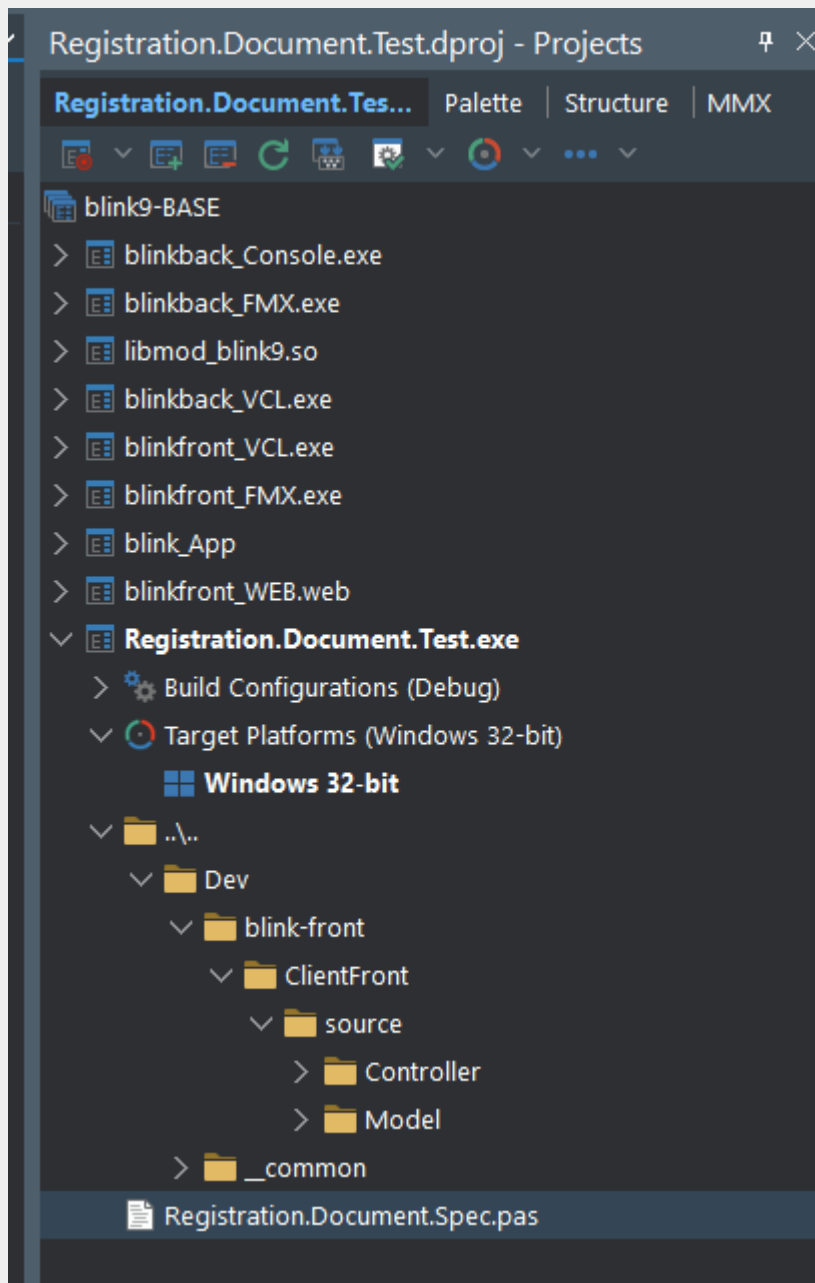 Registration.Document.Test.dproj - Projects
Registration.Document.Tes... Palette Structure MMX
blink9-BASE
blinkback_Console.exe
blinkback_FMX.exe
libmod_blink9.so
blinkback_VCL.exe
blinkfront_VCL.exe
blinkfront_FMX.exe
blink_App
blinkfront_WEB.web
Registration.Document.Test.exe
Build Configurations (Debug)
Target Platforms (Windows 32-bit)
Windows 32-bit
..\..
Dev
blink-front
ClientFront
source
Controller
Model
__common
Registration.Document.Spec.pas